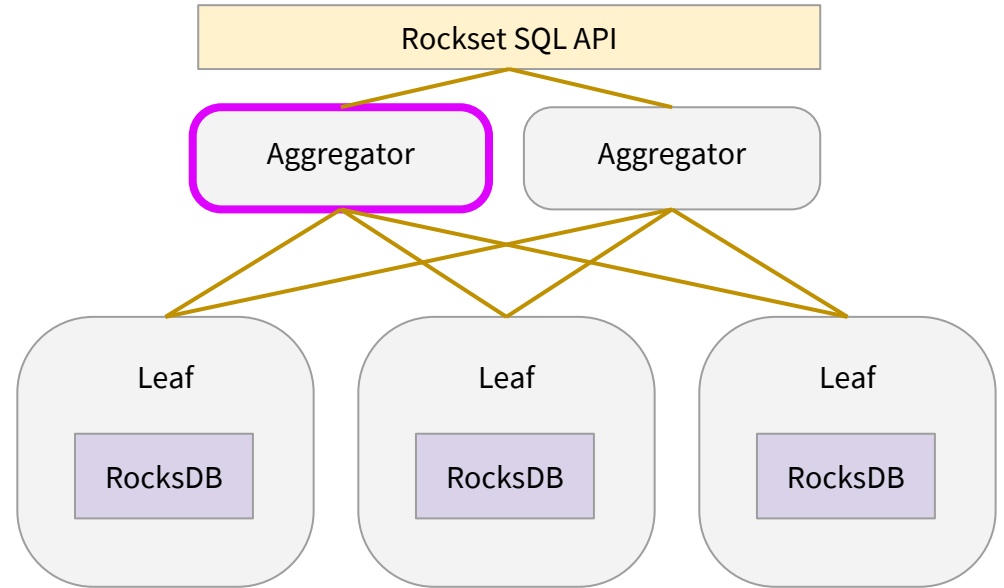 Rockset SQL API
Aggregator
Aggregator
Leaf
Leaf
Leaf
RocksDB
RocksDB
RocksDB